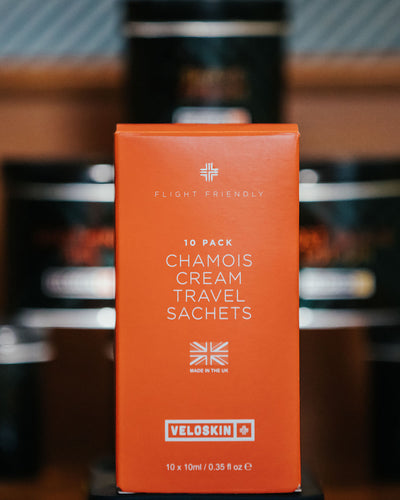 FLIGHT FRIENDLY
10 PACK
CHAMOIS
CREAM
TRAVEL
SACHETS
MADE IN THE UK
VELOSKIN
10 x 10ml / 0.35 fl oz ℮